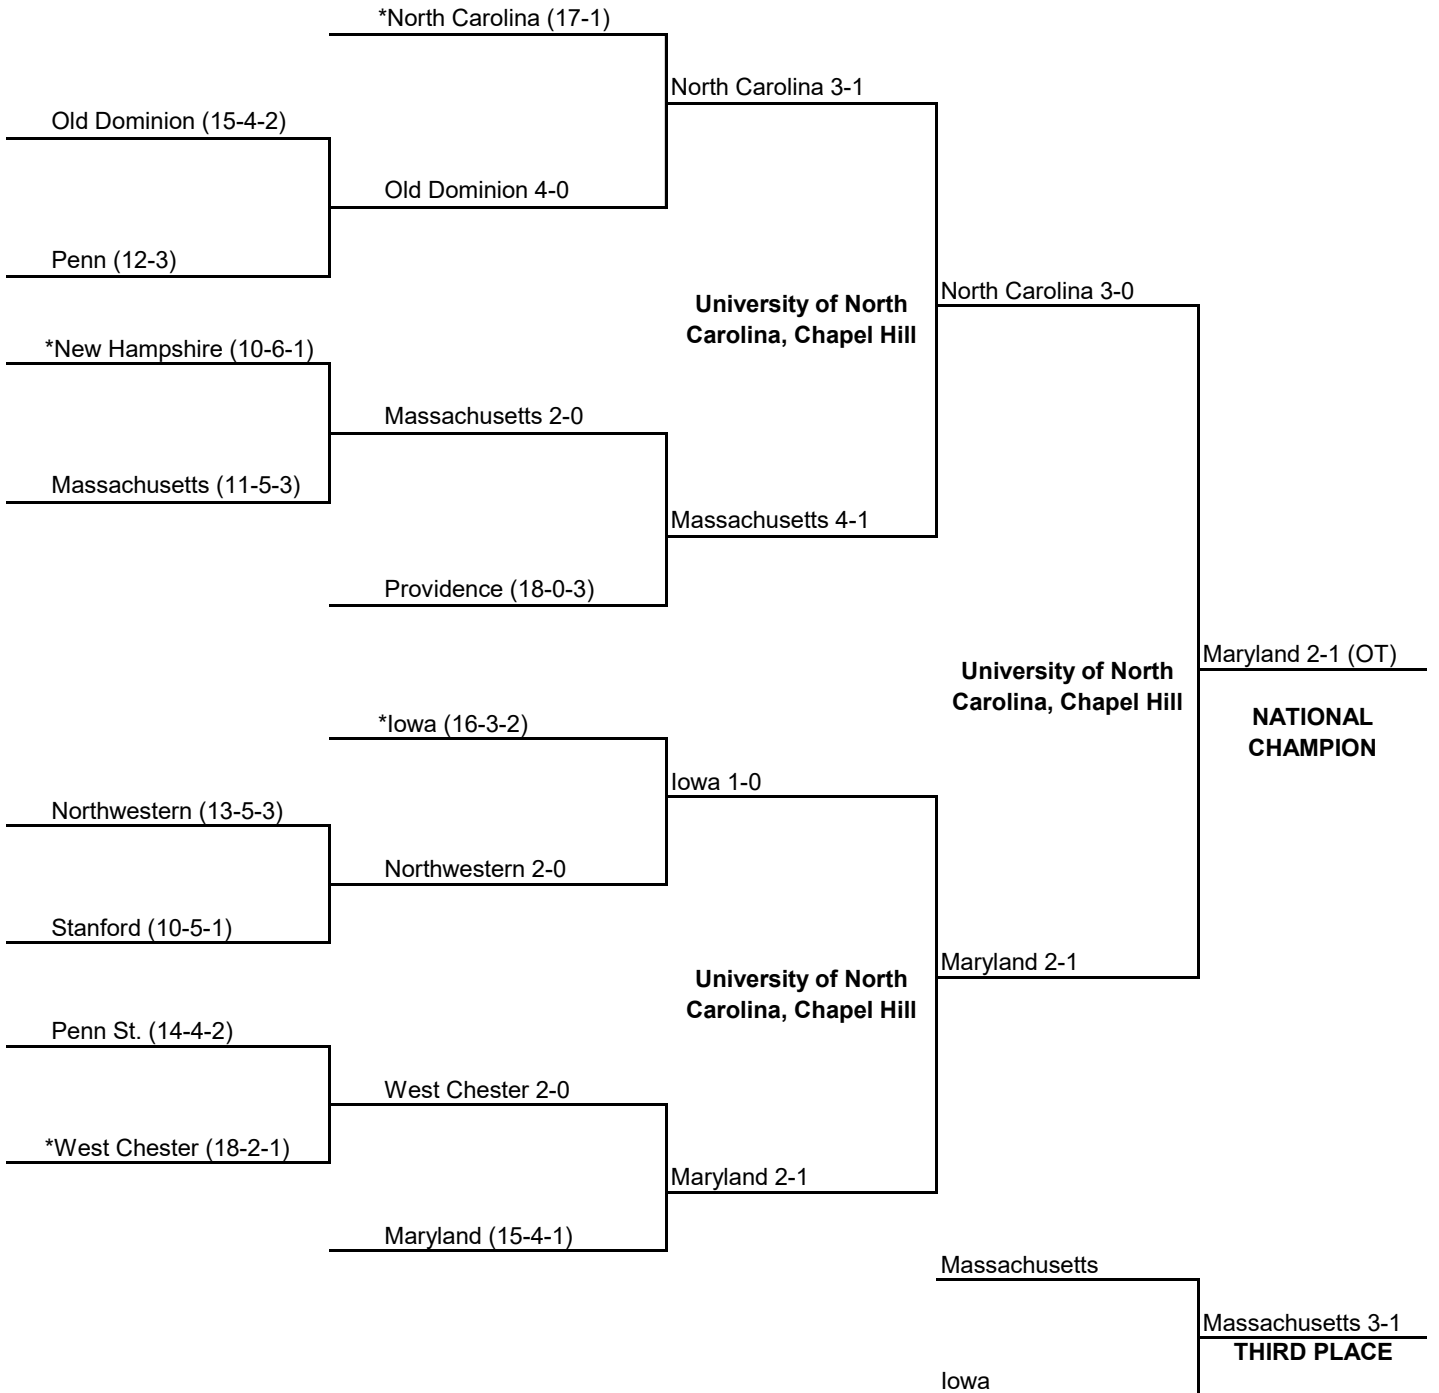 *North Carolina (17-1)
North Carolina 3-1
Old Dominion (15-4-2)
Old Dominion 4-0
Penn (12-3)
University of North
Carolina, Chapel Hill
North Carolina 3-0
*New Hampshire (10-6-1)
Massachusetts 2-0
Massachusetts (11-5-3)
Massachusetts 4-1
Providence (18-0-3)
University of North
Carolina, Chapel Hill
Maryland 2-1 (OT)
NATIONAL
CHAMPION
*Iowa (16-3-2)
Iowa 1-0
Northwestern (13-5-3)
Northwestern 2-0
Stanford (10-5-1)
University of North
Carolina, Chapel Hill
Maryland 2-1
Penn St. (14-4-2)
West Chester 2-0
*West Chester (18-2-1)
Maryland 2-1
Maryland (15-4-1)
Massachusetts
Massachusetts 3-1
THIRD PLACE
Iowa